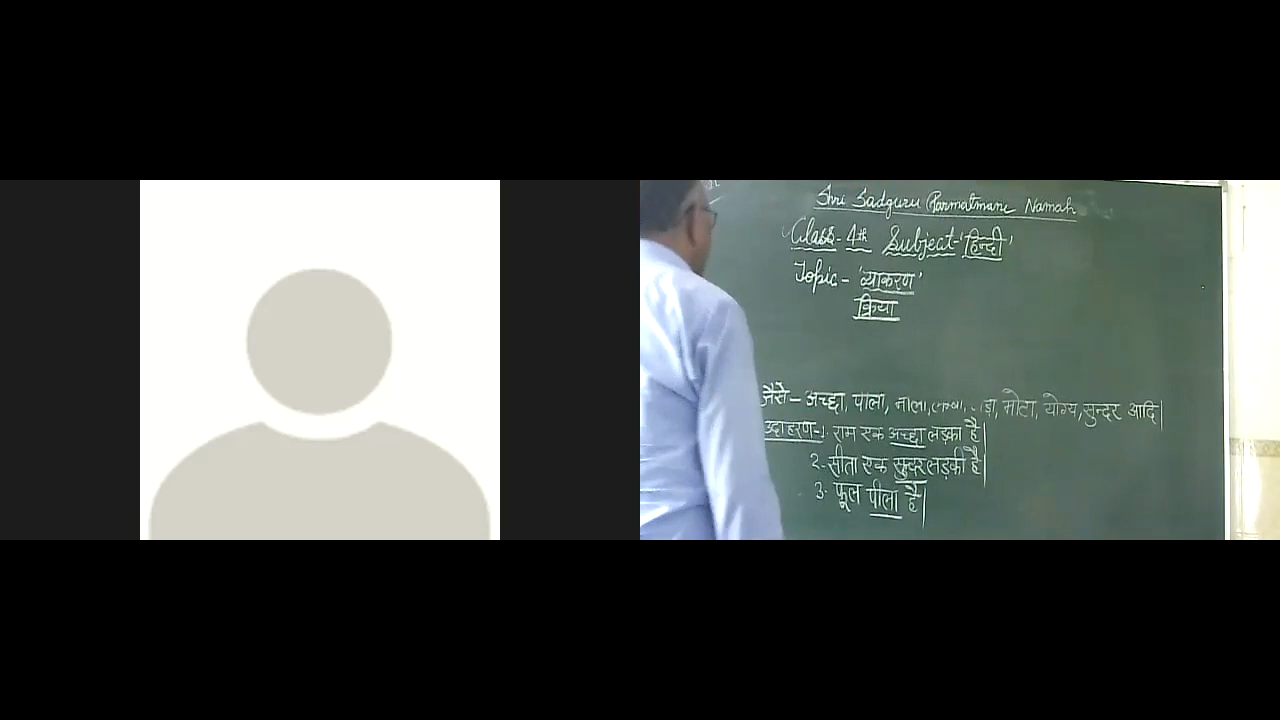 Shri Sadguru Parmatmane Namah
Class- 4th Subject-'हिन्दी'
Topic - 'व्याकरण'
क्रिया
जैसे – अच्छा, पीला, नीला, लम्बा, मोटा, योग्य, सुन्दर आदि|
उदाहरण-1. राम एक अच्छा लड़का है|
2- सीता एक सुन्दर लड़की है|
3- फूल पीला है|